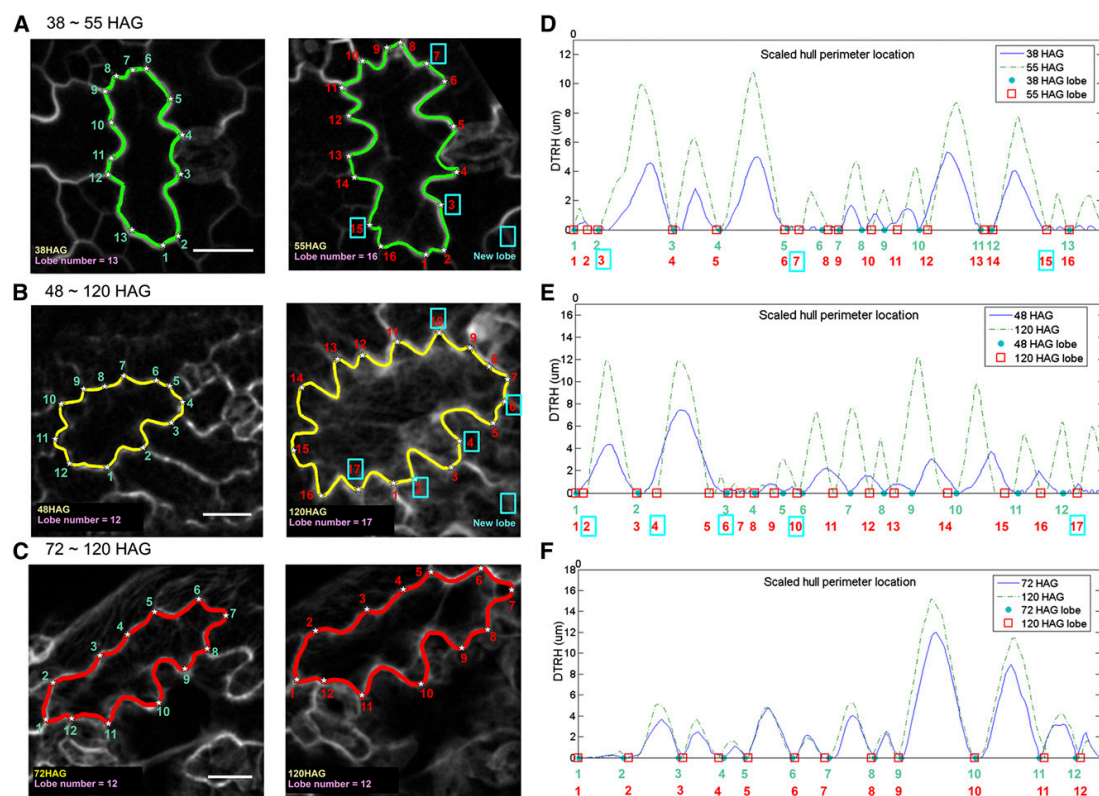 A 38 ~ 55 HAG
8 7 6
9 5
10 4
11
12 3
13 2
1
38HAG
Lobe number = 13
9 8 7
10 6
11
12 5
13 4
14
15 3
16 1 2
55HAG
Lobe number = 16
New lobe
D
0
Scaled hull perimeter location
38 HAG
55 HAG
38 HAG lobe
55 HAG lobe
DTRH (um)
12
10
8
6
4
2
0
1 2 3 4 5 6 7 8 9 10 11 12 13
1 2 3 4 5 6 7 8 9 10 11 12 13 14 15 16
B 48 ~ 120 HAG
9 8 7 6 5
10 4
11 3
12 1 2
48HAG
Lobe number = 12
13 12 11 10 9
8
14 7
6
5
15 4
17 3
16 1
120HAG
Lobe number = 17
New lobe
E
0
Scaled hull perimeter location
48 HAG
120 HAG
48 HAG lobe
120 HAG lobe
DTRH (um)
16
14
12
10
8
6
4
2
0
1 2 3 4 5 6 7 8 9 10 11 12
1 2 3 4 5 6 7 8 9 10 11 12 13 14 15 16 17
C 72 ~ 120 HAG
5 6
4 7
3
2 8
9
1 12 11 10
72HAG
Lobe number = 12
5 6
4 7
3
2 8
9
1 12 11 10
120HAG
Lobe number = 12
F
0
Scaled hull perimeter location
72 HAG
120 HAG
72 HAG lobe
120 HAG lobe
DTRH (um)
18
16
14
12
10
8
6
4
2
0
1 2 3 4 5 6 7 8 9 10 11 12
1 2 3 4 5 6 7 8 9 10 11 12